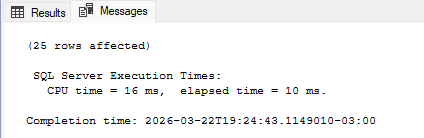 Results Messages
(25 rows affected)
SQL Server Execution Times:
CPU time = 16 ms, elapsed time = 10 ms.
Completion time: 2026-03-22T19:24:43.1149010-03:00